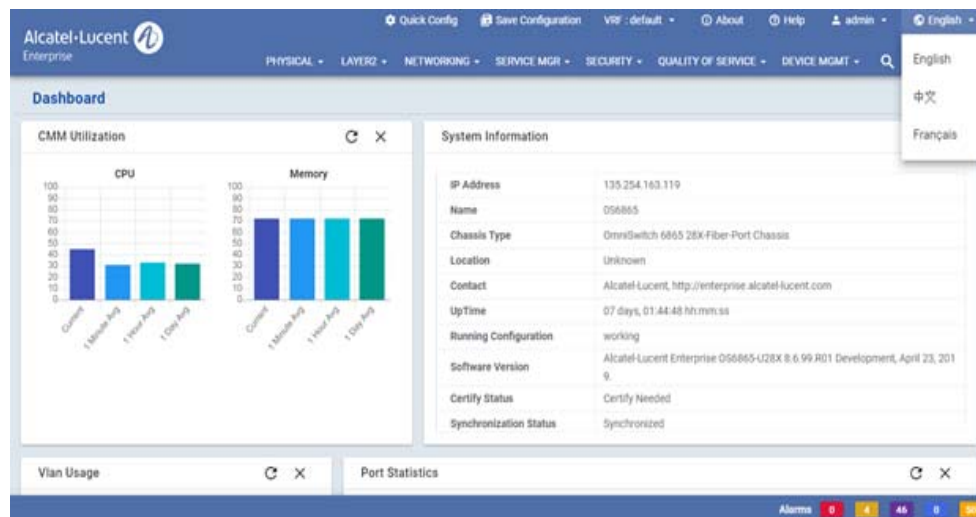 Alcatel·Lucent
Enterprise
Quick Config Save Configuration VRF : default About Help admin English
PHYSICAL LAYER2 NETWORKING SERVICE MGR SECURITY QUALITY OF SERVICE DEVICE MGMT
English
中文
Français
Dashboard
CMM Utilization
CPU
100
90
80
70
60
50
40
30
20
10
0
Current
1 Minute Avg
1 Hour Avg
1 Day Avg
Memory
100
90
80
70
60
50
40
30
20
10
0
Current
1 Minute Avg
1 Hour Avg
1 Day Avg
System Information
IP Address 135.254.163.119
Name OS6865
Chassis Type OmniSwitch 6865 28X-Fiber-Port Chassis
Location Unknown
Contact Alcatel-Lucent, http://enterprise.alcatel-lucent.com
UpTime 07 days, 01:44:48 hh:mm:ss
Running Configuration working
Software Version Alcatel-Lucent Enterprise OS6865-U28X 8.6.99.R01 Development, April 23, 201
9.
Certify Status Certify Needed
Synchronization Status Synchronized
Vlan Usage
Port Statistics
Alarms 0 4 46 0